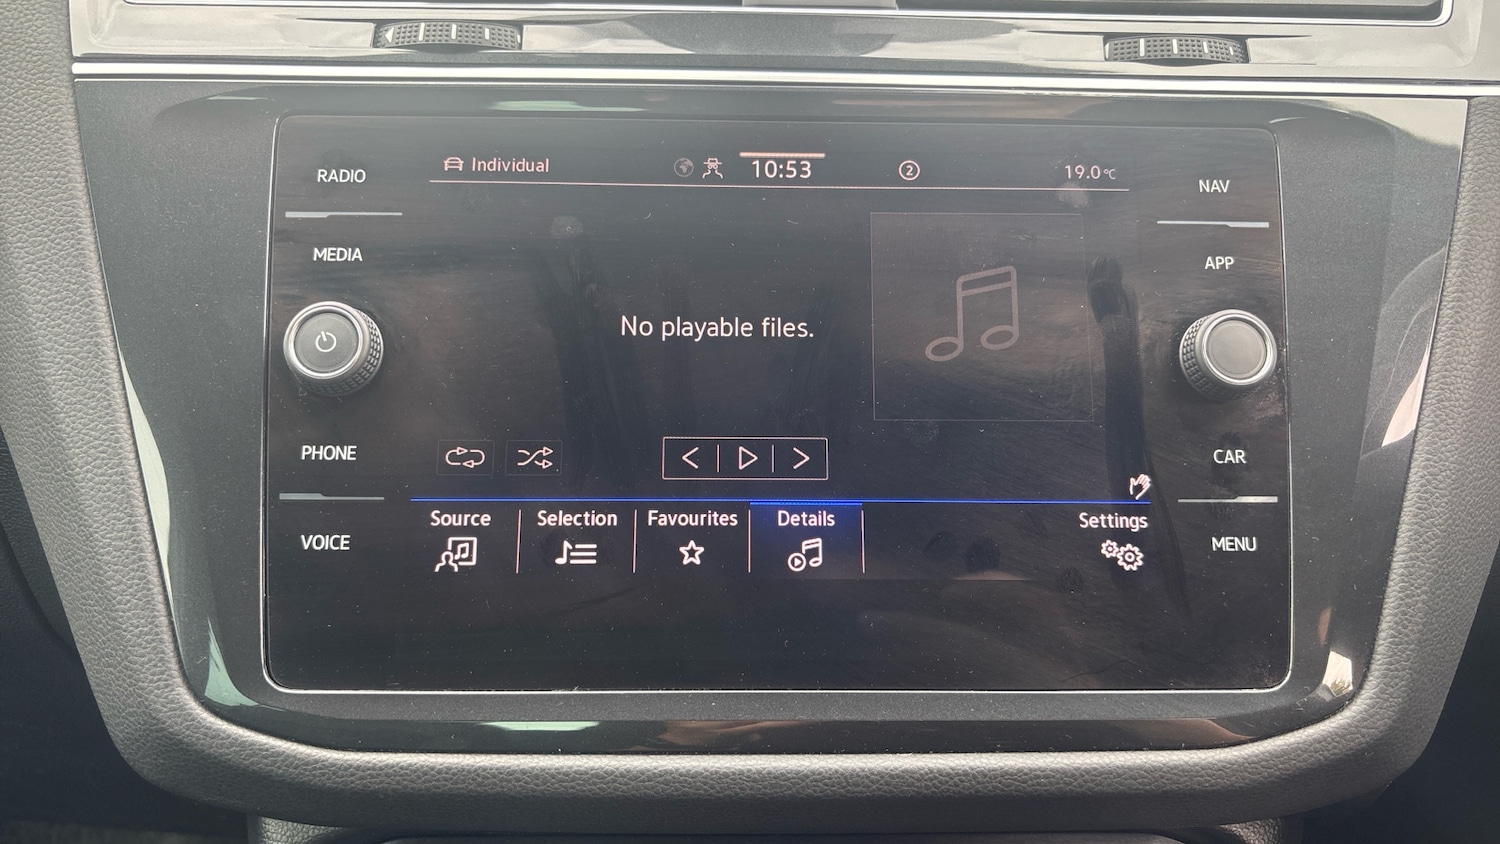 RADIO
MEDIA
PHONE
VOICE
Individual
10:53
2
19.0°C
No playable files.
Source
Selection
Favourites
Details
Settings
NAV
APP
CAR
MENU